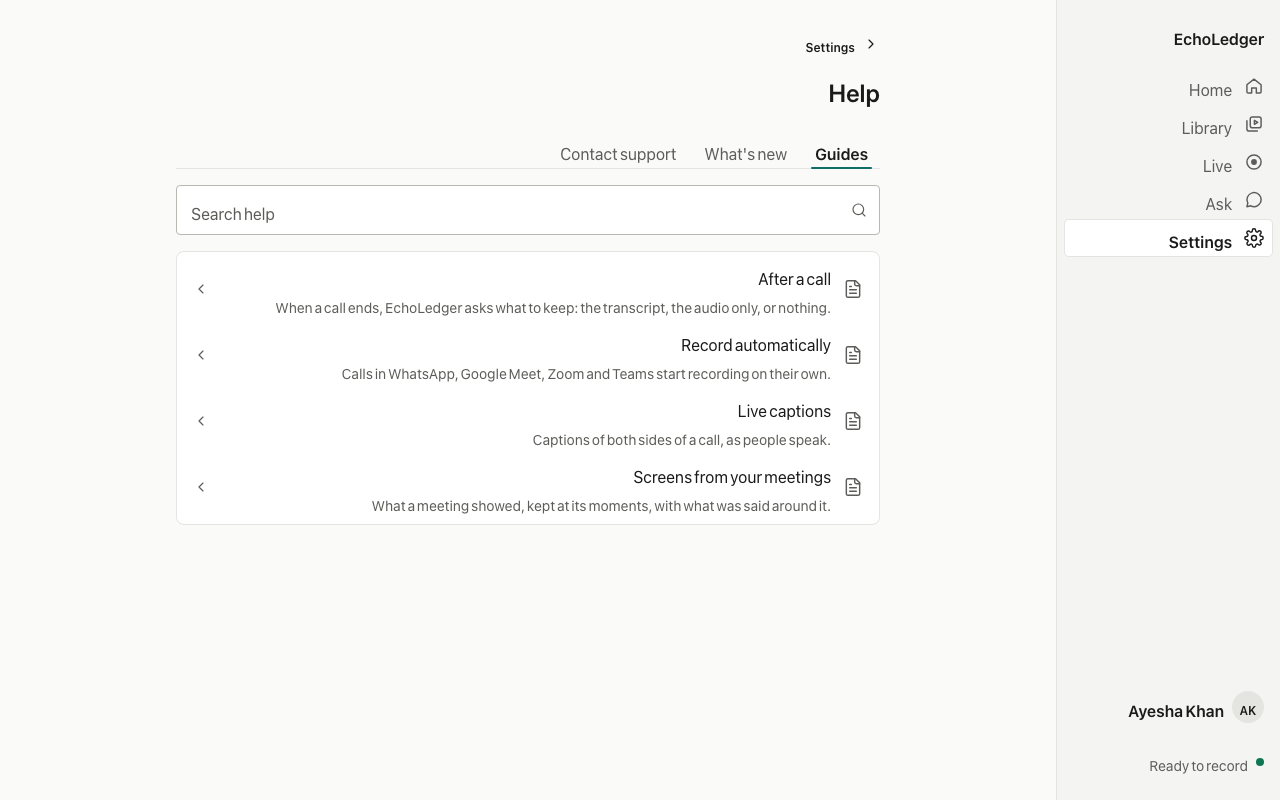 EchoLedger
Home
Library
Live
Ask
Settings
Ayesha Khan
AK
Ready to record
Settings
Help
Guides
What's new
Contact support
Search help
After a call
When a call ends, EchoLedger asks what to keep: the transcript, the audio only, or nothing.
Record automatically
Calls in WhatsApp, Google Meet, Zoom and Teams start recording on their own.
Live captions
Captions of both sides of a call, as people speak.
Screens from your meetings
What a meeting showed, kept at its moments, with what was said around it.